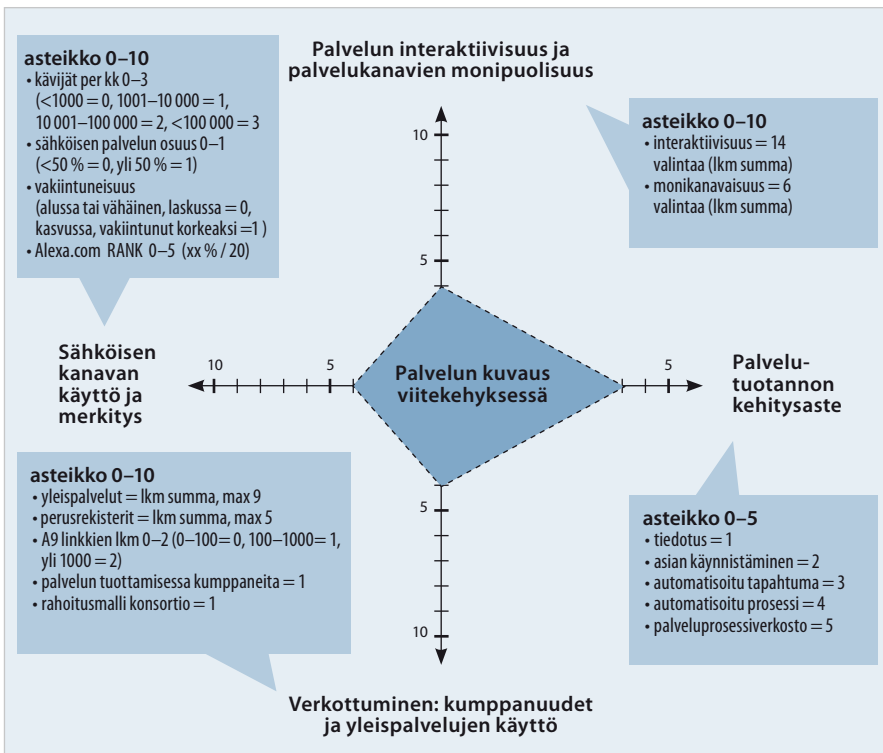 Palvelun interaktiivisuus ja
palvelukanavien monipuolisuus
asteikko 0–10
• kävijät per kk 0–3
(<1000 = 0, 1001–10 000 = 1,
10 001–100 000 = 2, <100 000 = 3
• sähköisen palvelun osuus 0–1
(<50 % = 0, yli 50 % = 1)
• vakiintuneisuus
(alussa tai vähäinen, laskussa = 0,
kasvussa, vakiintunut korkeaksi =1 )
• Alexa.com RANK 0–5 (xx % / 20)
asteikko 0–10
• interaktiivisuus = 14
valintaa (lkm summa)
• monikanavaisuus = 6
valintaa (lkm summa)
10
5
Sähköisen
kanavan
käyttö ja
merkitys
10
5
Palvelun kuvaus
viitekehyksessä
5
Palvelu-
tuotannon
kehitysaste
5
10
asteikko 0–10
• yleispalvelut = lkm summa, max 9
• perusrekisterit = lkm summa, max 5
• A9 linkkien lkm 0–2 (0–100= 0, 100–1000= 1,
yli 1000 = 2)
• palvelun tuottamisessa kumppaneita = 1
• rahoitusmalli konsortio = 1
asteikko 0–5
• tiedotus = 1
• asian käynnistäminen = 2
• automatisoitu tapahtuma = 3
• automatisoitu prosessi = 4
• palveluprosessiverkosto = 5
Verkottuminen: kumppanuudet
ja yleispalvelujen käyttö